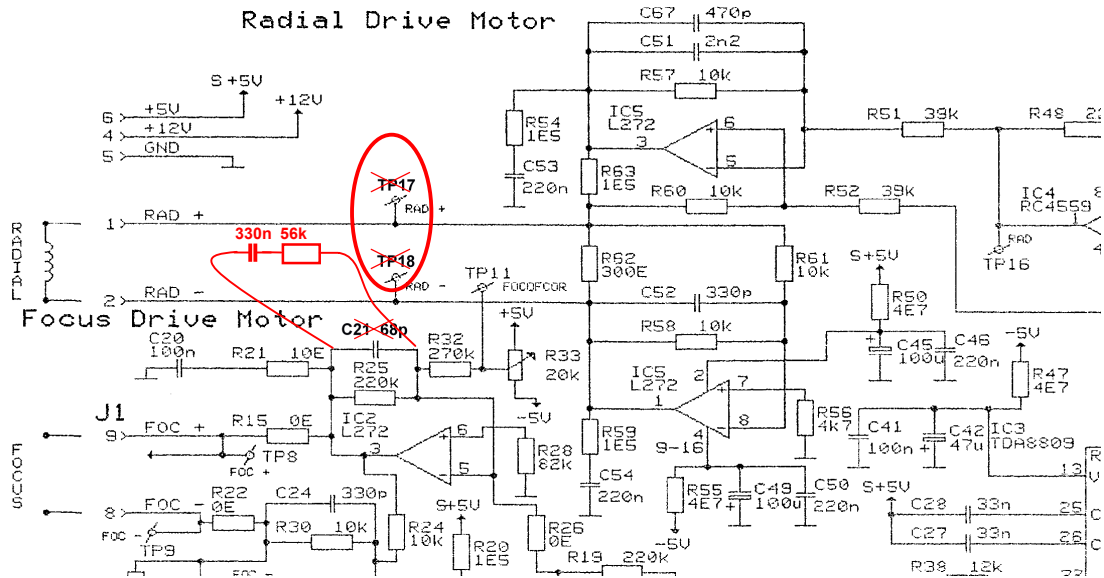 Radial Drive Motor
C67 470p
C51 2n2
R57 10k
S +5V
+12V
6 +5V
4 +12V
5 GND
R54
1E5
C53
220n
IC5
L272
6
3
5
R63
1E5
R51 39k
R48
R60 10k
R52 39k
IC4
RC4559
8
1
4
RAD
TP16
TP17
RAD +
1 RAD +
RADIAL
330n 56k
TP18
RAD -
2 RAD -
R62
300E
R61
10k
TP11
FOCOFCOR
C52 330p
S+5V
R50
4E7
Focus Drive Motor
C21 68p
+5V
R58 10k
C20
100n
R21 10E
R32
270k
R33
20k
-5V
C45
100u
C46
220n
-5V
R47
4E7
R25
220k
IC5
L272
2
7
1
8
4
9-16
R56
4k7
J1
9 FOC +
R15 0E
IC2
L272
6
3
5
R28
82k
R59
1E5
C41
100n
C42
47u
IC3
TDA8809
FOCUS
TP8
FOC +
C54
220n
R55
4E7
C49
100u
C50
220n
-5V
13
S+5V
8 FOC -
R22
0E
C24 330p
FOC -
TP9
R30 10k
R24
10k
S+5V
R20
1E5
R26
0E
R19 220k
C28 33n
25
C27 33n
26
R38 12k
FOC -